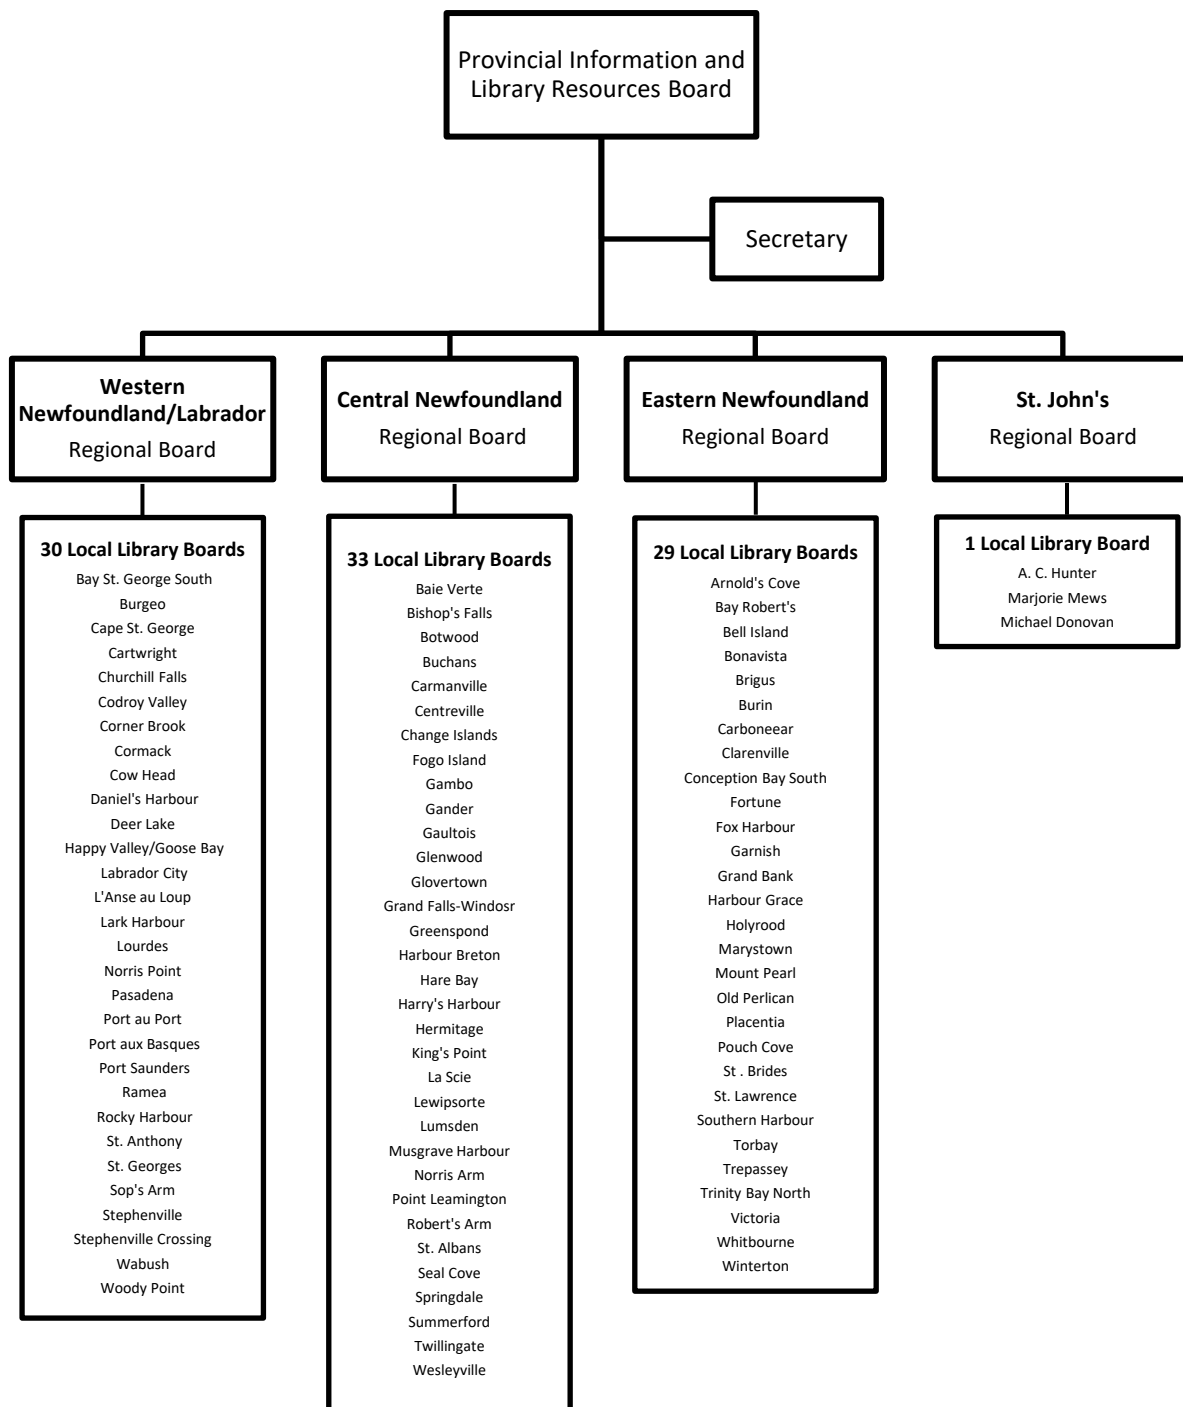 Provincial Information and
Library Resources Board
Secretary
Western
Newfoundland/Labrador
Regional Board
Central Newfoundland
Regional Board
Eastern Newfoundland
Regional Board
St. John's
Regional Board
30 Local Library Boards
Bay St. George South
Burgeo
Cape St. George
Cartwright
Churchill Falls
Codroy Valley
Corner Brook
Cormack
Cow Head
Daniel's Harbour
Deer Lake
Happy Valley/Goose Bay
Labrador City
L'Anse au Loup
Lark Harbour
Lourdes
Norris Point
Pasadena
Port au Port
Port aux Basques
Port Saunders
Ramea
Rocky Harbour
St. Anthony
St. Georges
Sop's Arm
Stephenville
Stephenville Crossing
Wabush
Woody Point
33 Local Library Boards
Baie Verte
Bishop's Falls
Botwood
Buchans
Carmanville
Centreville
Change Islands
Fogo Island
Gambo
Gander
Gaultois
Glenwood
Glovertown
Grand Falls-Windosr
Greenspond
Harbour Breton
Hare Bay
Harry's Harbour
Hermitage
King's Point
La Scie
Lewipsorte
Lumsden
Musgrave Harbour
Norris Arm
Point Leamington
Robert's Arm
St. Albans
Seal Cove
Springdale
Summerford
Twillingate
Wesleyville
29 Local Library Boards
Arnold's Cove
Bay Robert's
Bell Island
Bonavista
Brigus
Burin
Carboneear
Clarenville
Conception Bay South
Fortune
Fox Harbour
Garnish
Grand Bank
Harbour Grace
Holyrood
Marystown
Mount Pearl
Old Perlican
Placentia
Pouch Cove
St . Brides
St. Lawrence
Southern Harbour
Torbay
Trepassey
Trinity Bay North
Victoria
Whitbourne
Winterton
1 Local Library Board
A. C. Hunter
Marjorie Mews
Michael Donovan